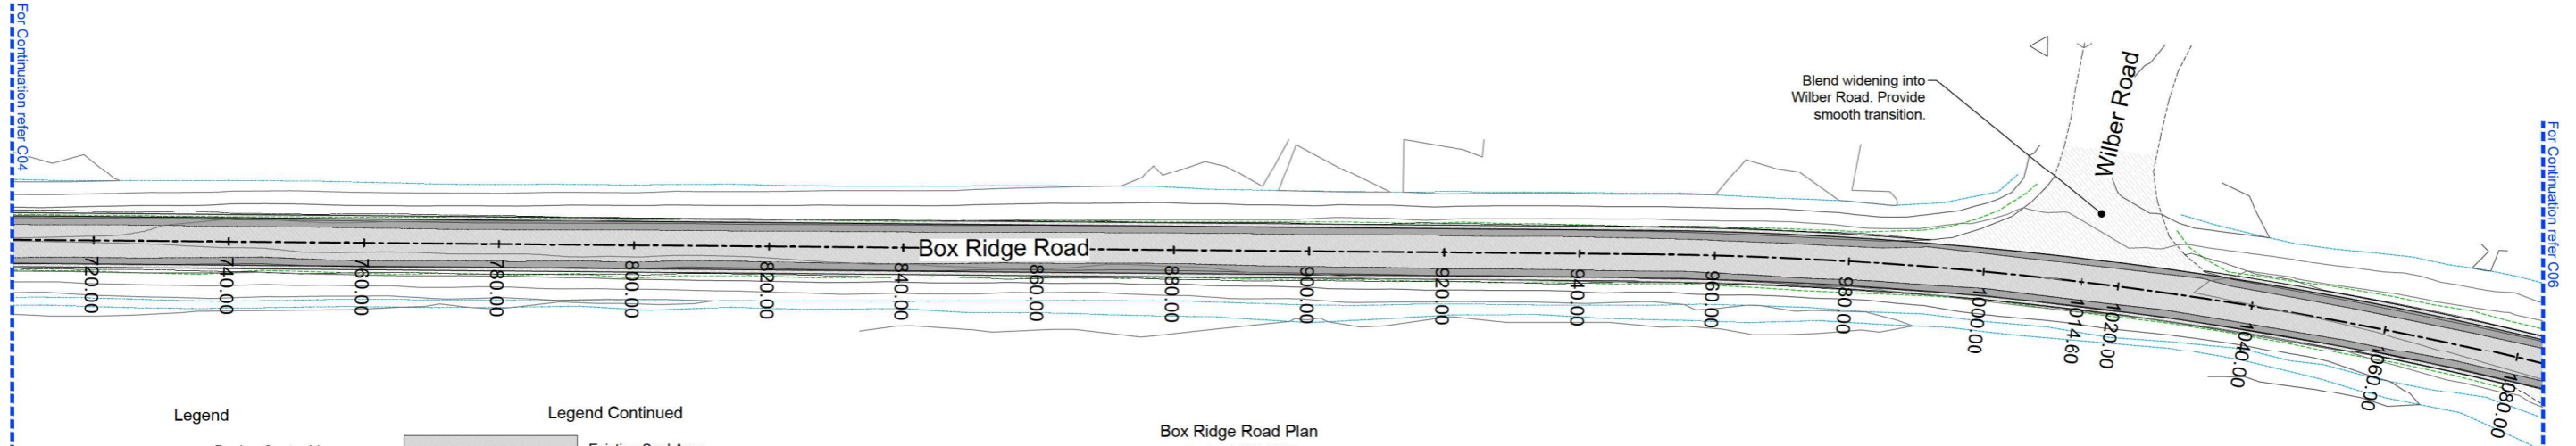 For Continuation refer C04
Blend widening into
Wilber Road. Provide
smooth transition.
Wilber Road
For Continuation refer C06
Box Ridge Road
720.00
740.00
760.00
780.00
800.00
820.00
840.00
860.00
880.00
900.00
920.00
940.00
960.00
980.00
1000.00
1014.60
1020.00
1040.00
1060.00
1080.00
Legend
Legend Continued
Box Ridge Road Plan